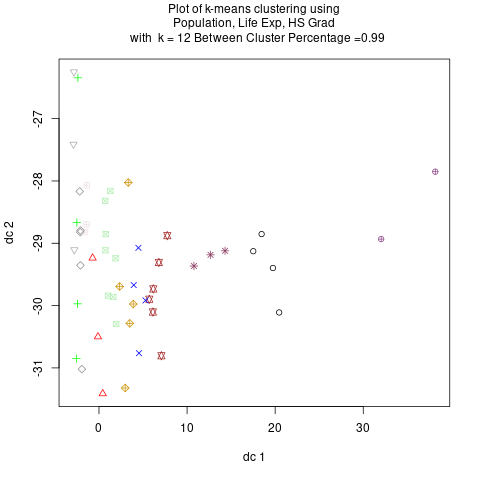 Plot of k-means clustering using
Population, Life Exp, HS Grad
with k = 12 Between Cluster Percentage =0.99
-27
-28
-29
-30
-31
dc 2
0
10
20
30
dc 1